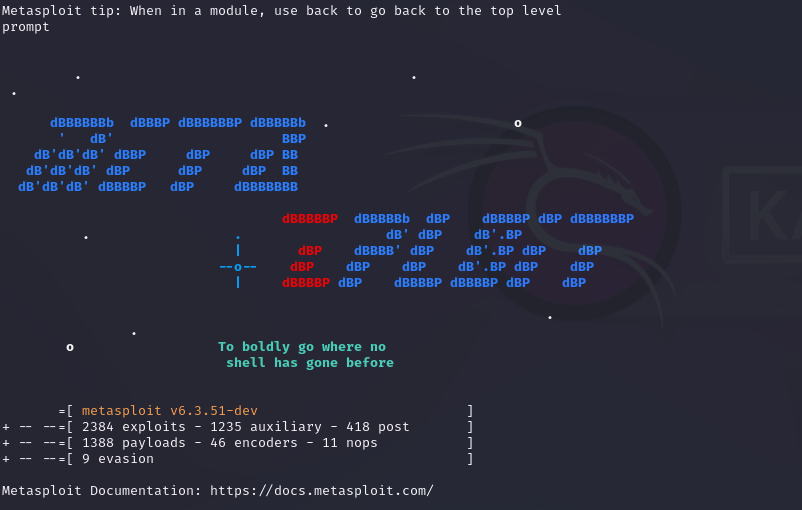 Metasploit tip: When in a module, use back to go back to the top level
prompt
dBBBBBBb  dBBBP dBBBBBBP dBBBBBb
'   dB'                     BBP
dB'dB'dB' dBBP     dBP     dBP BB
dB'dB'dB' dBP      dBP     dBP  BB
dB'dB'dB' dBBBBP   dBP     dBBBBBBB
dBBBBBP  dBBBBBb  dBP    dBBBBP dBP dBBBBBBP
.                  dB' dBP    dB'.BP
|       dBP    dBBBB' dBP    dB'.BP dBP    dBP
--o--    dBP    dBP    dBP    dB'.BP dBP    dBP
|     dBBBBP dBP    dBBBBP dBBBBP dBP    dBP
o
To boldly go where no
shell has gone before
=[ metasploit v6.3.51-dev                          ]
+ -- --=[ 2384 exploits - 1235 auxiliary - 418 post       ]
+ -- --=[ 1388 payloads - 46 encoders - 11 nops           ]
+ -- --=[ 9 evasion                                       ]
Metasploit Documentation: https://docs.metasploit.com/
KA